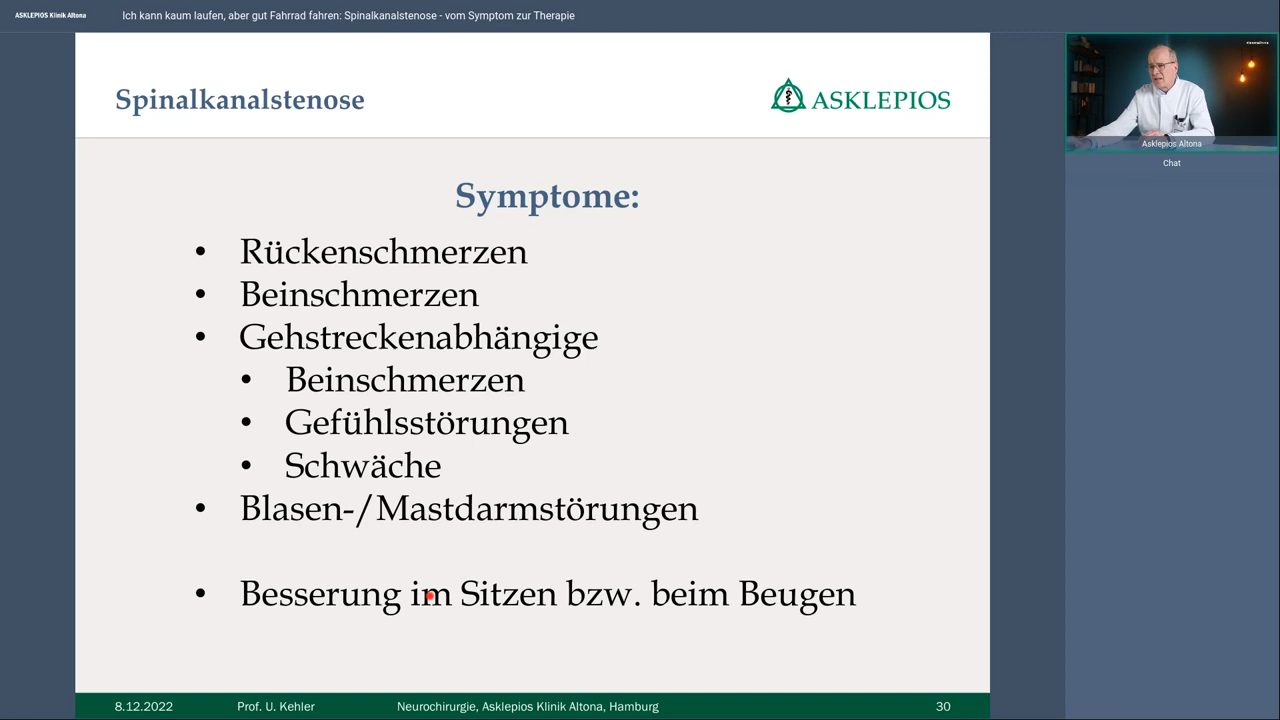 ASKLEPIOS Klinik Altona
Ich kann kaum laufen, aber gut Fahrrad fahren: Spinalkanalstenose - vom Symptom zur Therapie
Spinalkanalstenose
ASKLEPIOS
Symptome:
• Rückenschmerzen
• Beinschmerzen
• Gehstreckenabhängige
• Beinschmerzen
• Gefühlsstörungen
• Schwäche
• Blasen-/Mastdarmstörungen
• Besserung im Sitzen bzw. beim Beugen
8.12.2022 Prof. U. Kehler Neurochirurgie, Asklepios Klinik Altona, Hamburg 30
Asklepios Altona
Chat